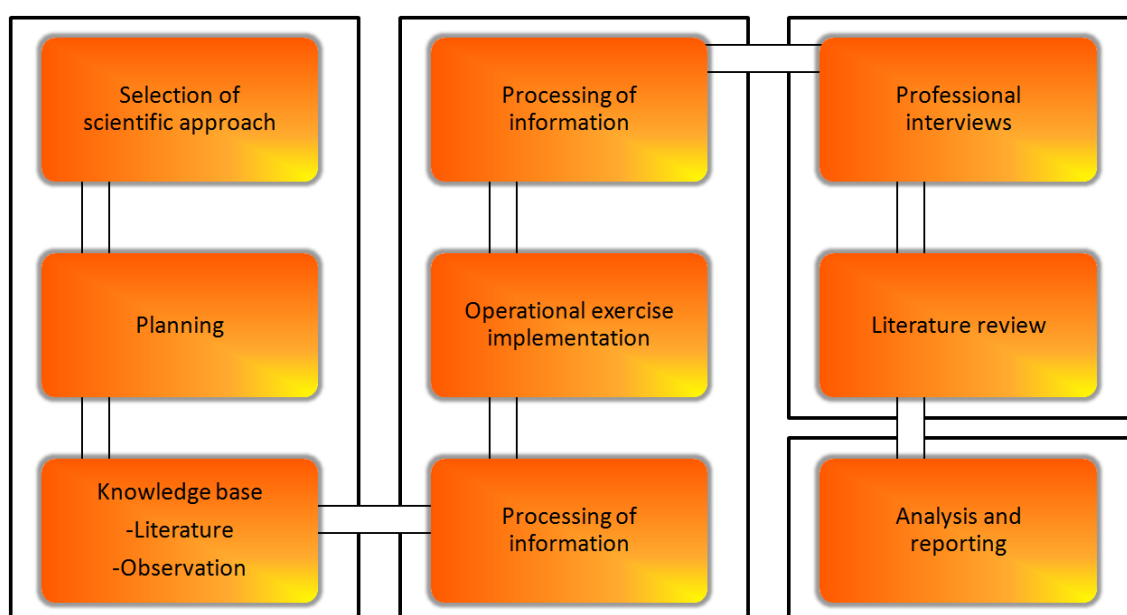 Selection of
scientific approach
Planning
Knowledge base
-Literature
-Observation
Processing of
information
Operational exercise
implementation
Processing of
information
Professional
interviews
Literature review
Analysis and
reporting